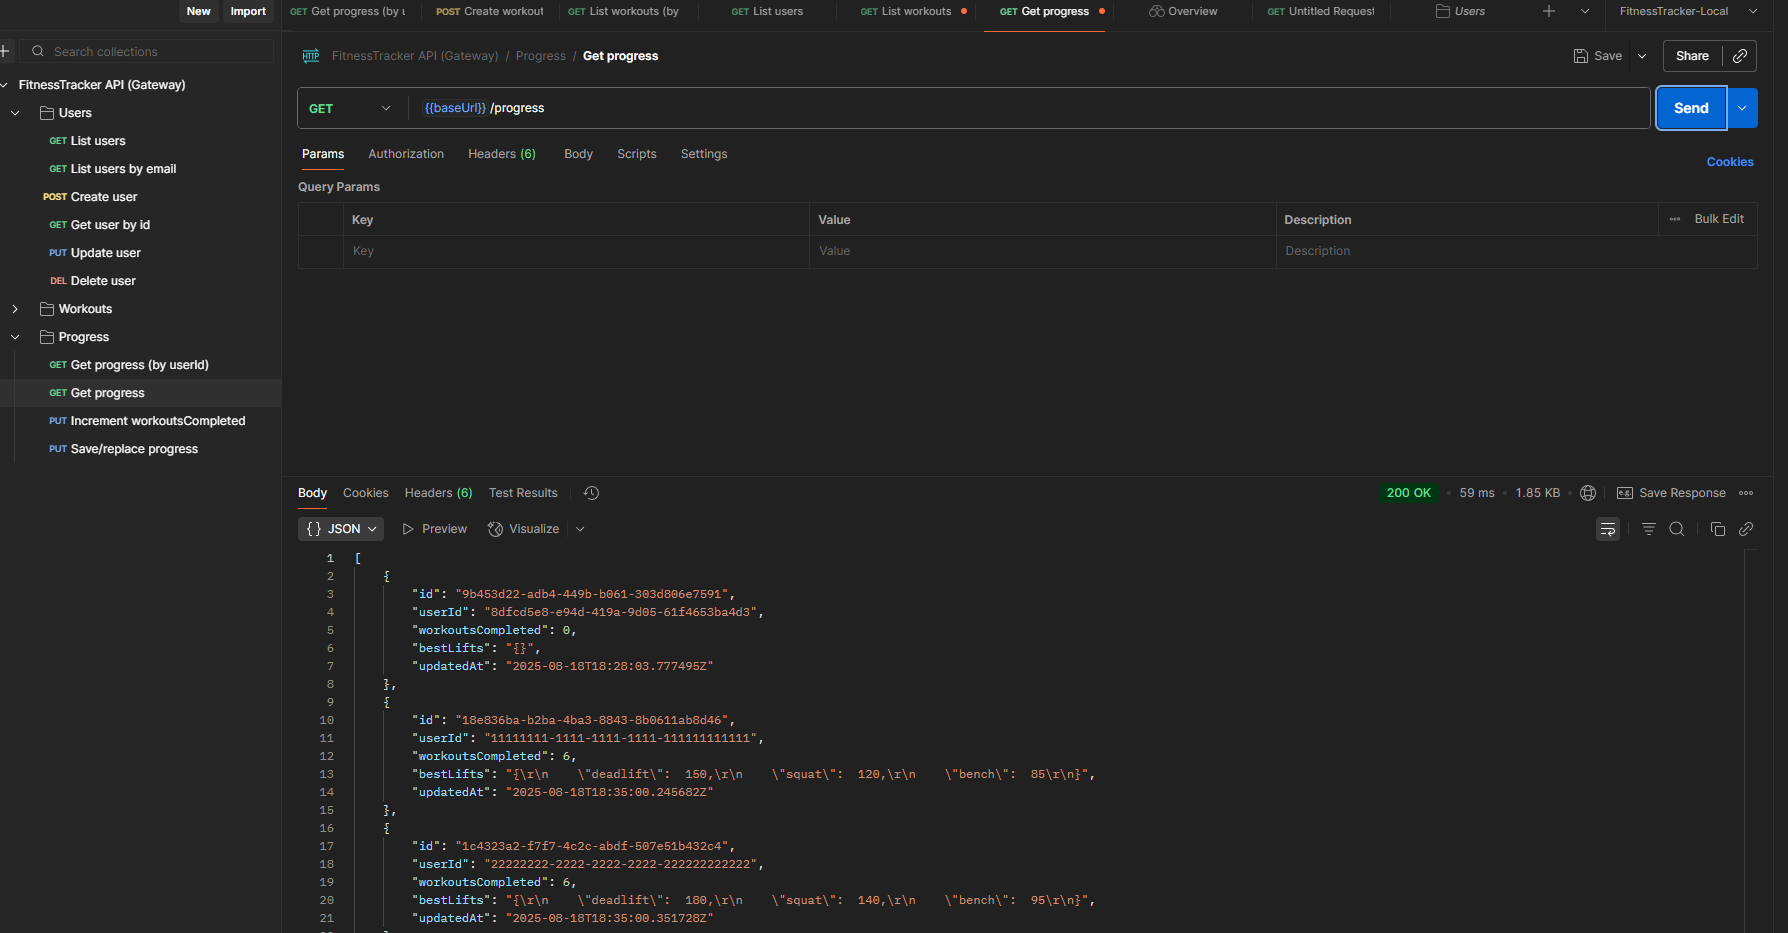 New Import
GET Get progress (by u POST Create workout GET List workouts (by GET List users GET List workouts GET Get progress Overview GET Untitled Request Users FitnessTracker-Local
Search collections
FitnessTracker API (Gateway) / Progress / Get progress Save Share
FitnessTracker API (Gateway)
Users
GET List users
GET List users by email
POST Create user
GET Get user by id
PUT Update user
DEL Delete user
Workouts
Progress
GET Get progress (by userId)
GET Get progress
PUT Increment workoutsCompleted
PUT Save/replace progress
GET {{baseUrl}} /progress Send
Params Authorization Headers (6) Body Scripts Settings Cookies
Query Params
Key Value Description Bulk Edit
Key Value Description
Body Cookies Headers (6) Test Results 200 OK 59 ms 1.85 KB e.g. Save Response
{} JSON Preview Visualize
1 [
2 {
3 "id": "9b453d22-adb4-449b-b061-303d806e7591",
4 "userId": "8dfcd5e8-e94d-419a-9d05-61f4653ba4d3",
5 "workoutsCompleted": 0,
6 "bestLifts": "{}",
7 "updatedAt": "2025-08-18T18:28:03.777495Z"
8 },
9 {
10 "id": "18e836ba-b2ba-4ba3-8843-8b0611ab8d46",
11 "userId": "11111111-1111-1111-1111-111111111111",
12 "workoutsCompleted": 6,
13 "bestLifts": "{\r\n    \"deadlift\":  150,\r\n    \"squat\":  120,\r\n    \"bench\":  85\r\n}",
14 "updatedAt": "2025-08-18T18:35:00.245682Z"
15 },
16 {
17 "id": "1c4323a2-f7f7-4c2c-abdf-507e51b432c4",
18 "userId": "22222222-2222-2222-2222-222222222222",
19 "workoutsCompleted": 6,
20 "bestLifts": "{\r\n    \"deadlift\":  180,\r\n    \"squat\":  140,\r\n    \"bench\":  95\r\n}",
21 "updatedAt": "2025-08-18T18:35:00.351728Z"